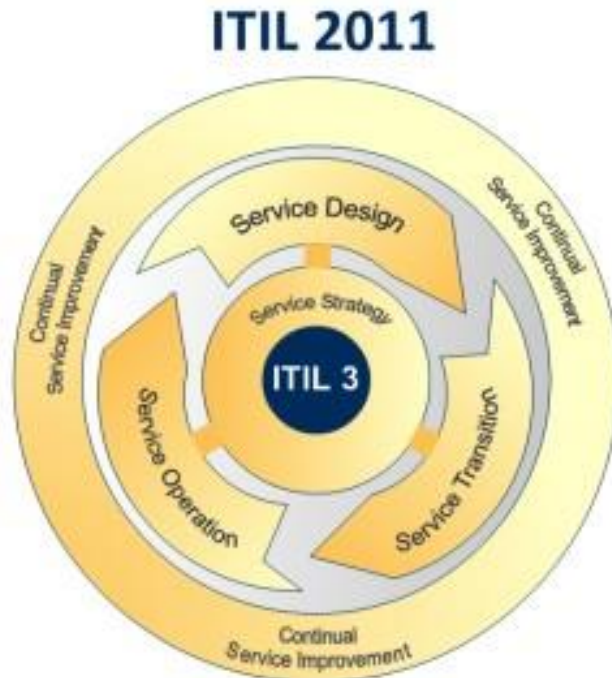 ITIL 2011
Continual
Service Improvement
Service Design
Continual
Service Improvement
Service Strategy
ITIL 3
Service Operation
Service Transition
Continual
Service Improvement